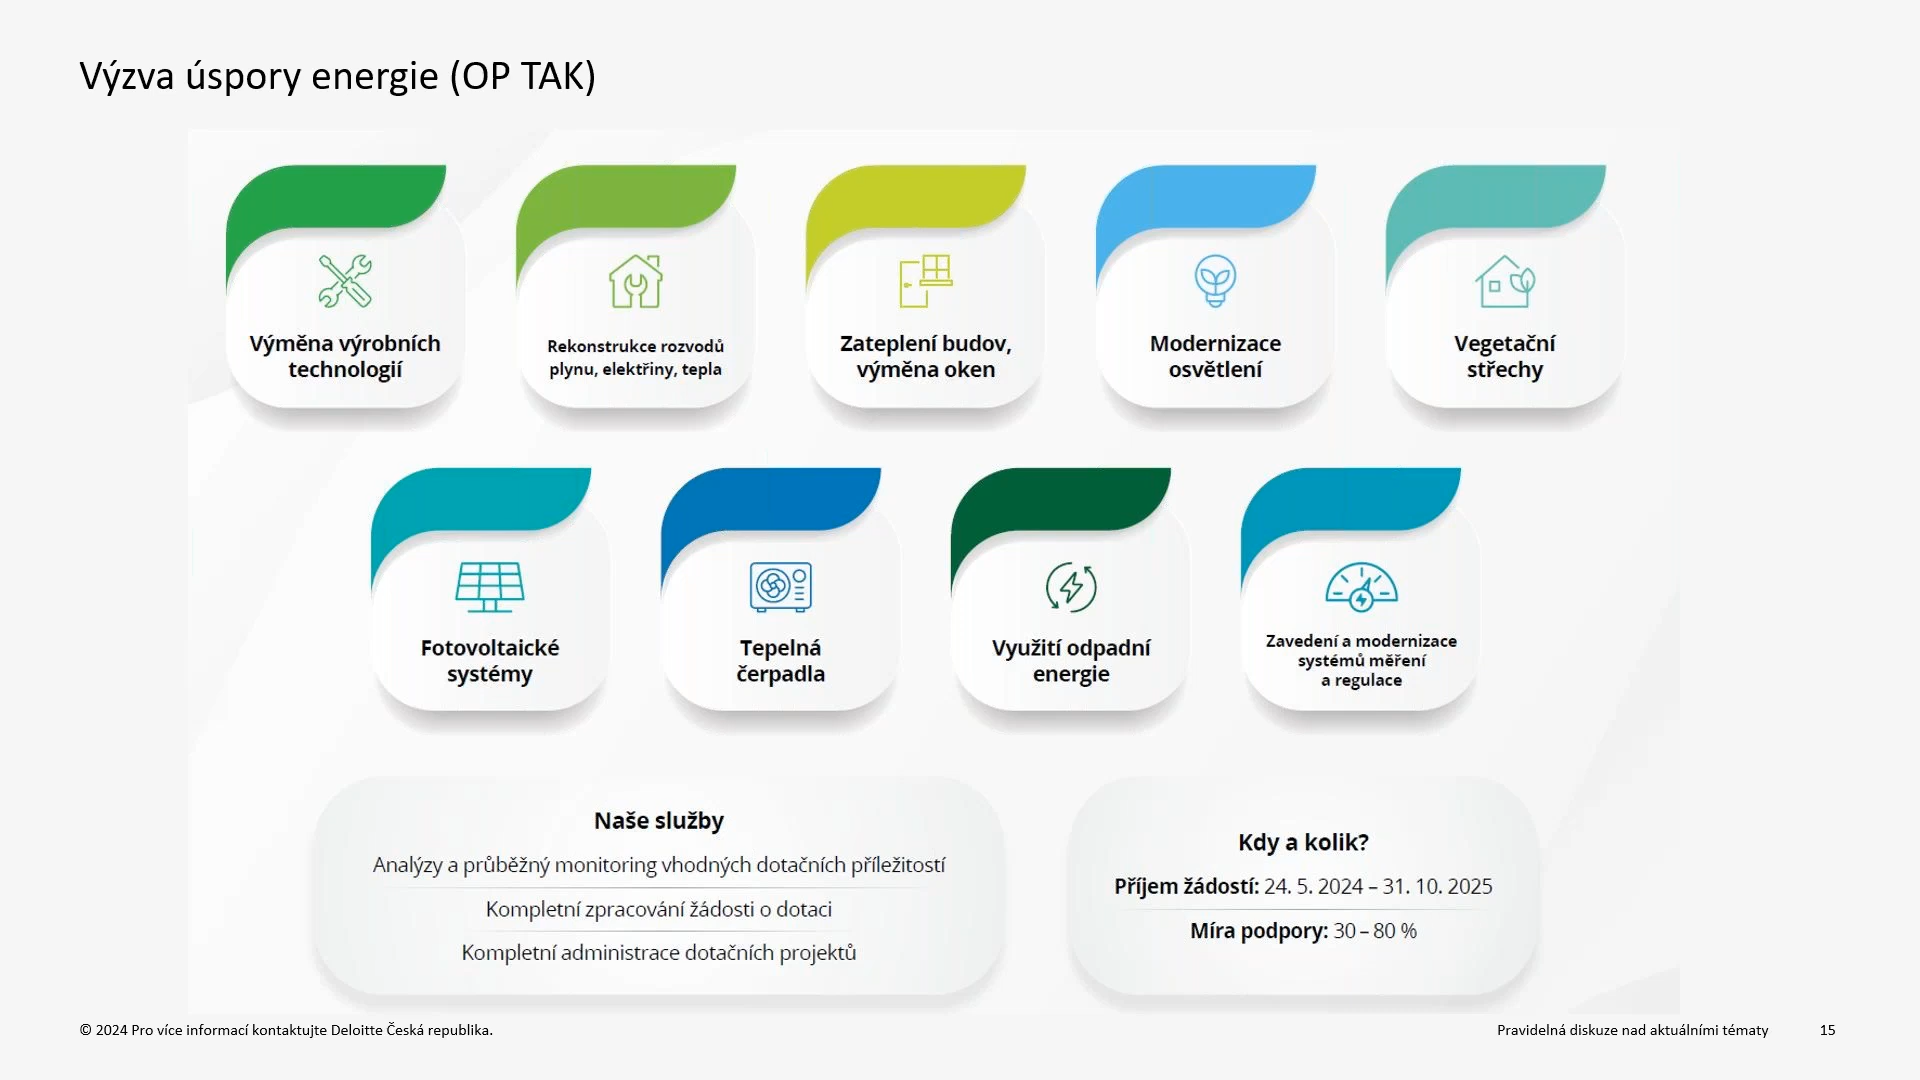 Výzva úspory energie (OP TAK)
Výměna výrobních
technologií
Rekonstrukce rozvodů
plynu, elektřiny, tepla
Zateplení budov,
výměna oken
Modernizace
osvětlení
Vegetační
střechy
Fotovoltaické
systémy
Tepelná
čerpadla
Využití odpadní
energie
Zavedení a modernizace
systémů měření
a regulace
Naše služby
Analýzy a průběžný monitoring vhodných dotačních příležitostí
Kompletní zpracování žádosti o dotaci
Kompletní administrace dotačních projektů
Kdy a kolik?
Příjem žádostí: 24. 5. 2024 – 31. 10. 2025
Míra podpory: 30 – 80 %
© 2024 Pro více informací kontaktujte Deloitte Česká republika.
Pravidelná diskuze nad aktuálními tématy
15